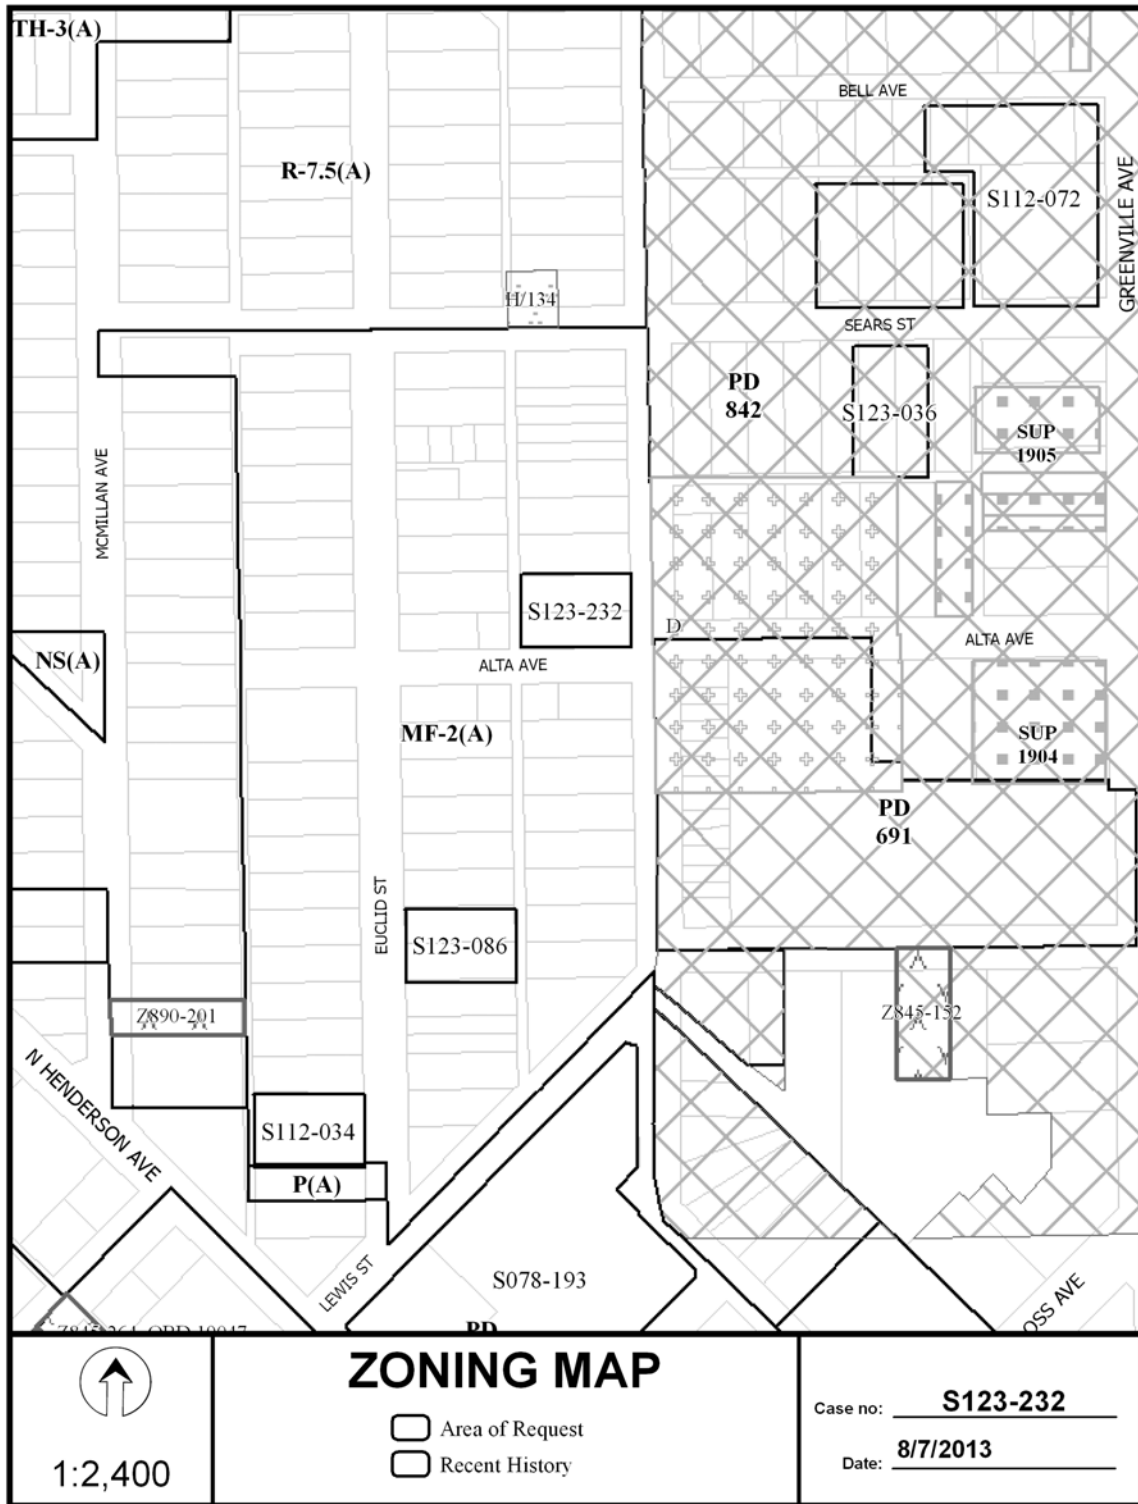 TH-3(A)
BELL AVE
R-7.5(A)
S112-072
GREENVILLE AVE
H/134
SEARS ST
PD
842
S123-036
SUP
1905
MCMILLAN AVE
S123-232
D
ALTA AVE
NS(A)
ALTA AVE
MF-2(A)
SUP
1904
PD
691
EUCLID ST
S123-086
Z890-201
Z845-152
N HENDERSON AVE
S112-034
P(A)
LEWIS ST
S078-193
OSS AVE
PD
ZONING MAP
Area of Request
Recent History
1:2,400
Case no: S123-232
Date: 8/7/2013